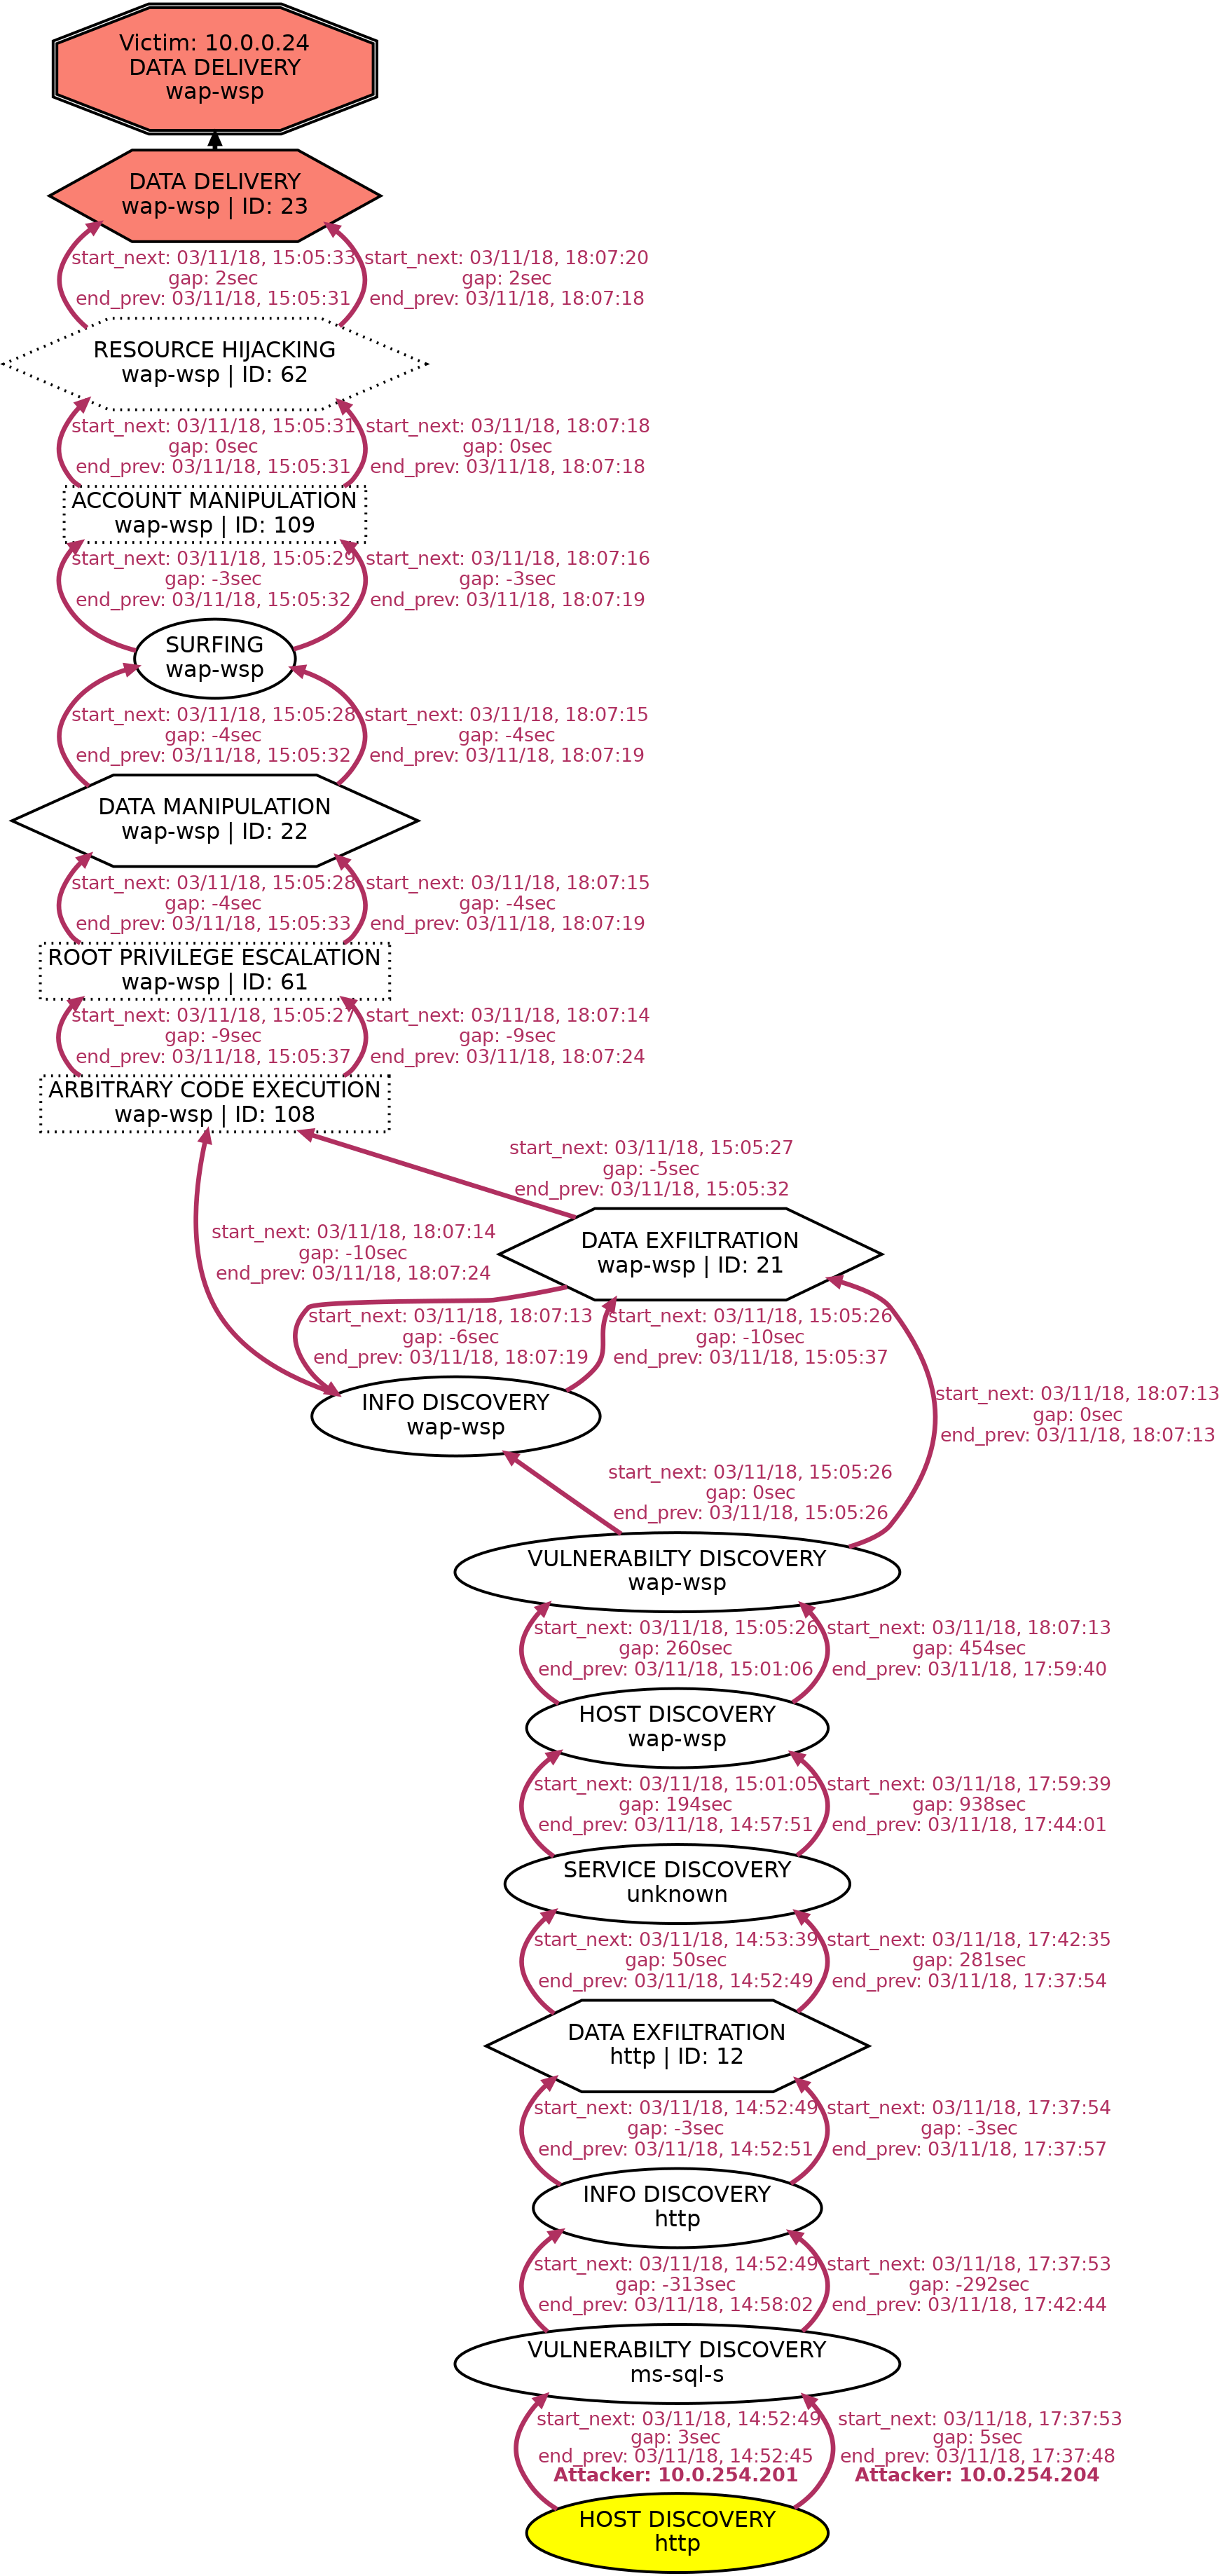 Victim: 10.0.0.24
DATA DELIVERY
wap-wsp
DATA DELIVERY
wap-wsp | ID: 23
start_next: 03/11/18, 15:05:33
gap: 2sec
end_prev: 03/11/18, 15:05:31
start_next: 03/11/18, 18:07:20
gap: 2sec
end_prev: 03/11/18, 18:07:18
RESOURCE HIJACKING
wap-wsp | ID: 62
start_next: 03/11/18, 15:05:31
gap: 0sec
end_prev: 03/11/18, 15:05:31
start_next: 03/11/18, 18:07:18
gap: 0sec
end_prev: 03/11/18, 18:07:18
ACCOUNT MANIPULATION
wap-wsp | ID: 109
start_next: 03/11/18, 15:05:29
gap: -3sec
end_prev: 03/11/18, 15:05:32
start_next: 03/11/18, 18:07:16
gap: -3sec
end_prev: 03/11/18, 18:07:19
SURFING
wap-wsp
start_next: 03/11/18, 15:05:28
gap: -4sec
end_prev: 03/11/18, 15:05:32
start_next: 03/11/18, 18:07:15
gap: -4sec
end_prev: 03/11/18, 18:07:19
DATA MANIPULATION
wap-wsp | ID: 22
start_next: 03/11/18, 15:05:28
gap: -4sec
end_prev: 03/11/18, 15:05:33
start_next: 03/11/18, 18:07:15
gap: -4sec
end_prev: 03/11/18, 18:07:19
ROOT PRIVILEGE ESCALATION
wap-wsp | ID: 61
start_next: 03/11/18, 15:05:27
gap: -9sec
end_prev: 03/11/18, 15:05:37
start_next: 03/11/18, 18:07:14
gap: -9sec
end_prev: 03/11/18, 18:07:24
ARBITRARY CODE EXECUTION
wap-wsp | ID: 108
start_next: 03/11/18, 15:05:27
gap: -5sec
end_prev: 03/11/18, 15:05:32
start_next: 03/11/18, 18:07:14
gap: -10sec
end_prev: 03/11/18, 18:07:24
DATA EXFILTRATION
wap-wsp | ID: 21
start_next: 03/11/18, 18:07:13
gap: -6sec
end_prev: 03/11/18, 18:07:19
start_next: 03/11/18, 15:05:26
gap: -10sec
end_prev: 03/11/18, 15:05:37
INFO DISCOVERY
wap-wsp
start_next: 03/11/18, 18:07:13
gap: 0sec
end_prev: 03/11/18, 18:07:13
start_next: 03/11/18, 15:05:26
gap: 0sec
end_prev: 03/11/18, 15:05:26
VULNERABILTY DISCOVERY
wap-wsp
start_next: 03/11/18, 15:05:26
gap: 260sec
end_prev: 03/11/18, 15:01:06
start_next: 03/11/18, 18:07:13
gap: 454sec
end_prev: 03/11/18, 17:59:40
HOST DISCOVERY
wap-wsp
start_next: 03/11/18, 15:01:05
gap: 194sec
end_prev: 03/11/18, 14:57:51
start_next: 03/11/18, 17:59:39
gap: 938sec
end_prev: 03/11/18, 17:44:01
SERVICE DISCOVERY
unknown
start_next: 03/11/18, 14:53:39
gap: 50sec
end_prev: 03/11/18, 14:52:49
start_next: 03/11/18, 17:42:35
gap: 281sec
end_prev: 03/11/18, 17:37:54
DATA EXFILTRATION
http | ID: 12
start_next: 03/11/18, 14:52:49
gap: -3sec
end_prev: 03/11/18, 14:52:51
start_next: 03/11/18, 17:37:54
gap: -3sec
end_prev: 03/11/18, 17:37:57
INFO DISCOVERY
http
start_next: 03/11/18, 14:52:49
gap: -313sec
end_prev: 03/11/18, 14:58:02
start_next: 03/11/18, 17:37:53
gap: -292sec
end_prev: 03/11/18, 17:42:44
VULNERABILTY DISCOVERY
ms-sql-s
start_next: 03/11/18, 14:52:49
gap: 3sec
end_prev: 03/11/18, 14:52:45
Attacker: 10.0.254.201
start_next: 03/11/18, 17:37:53
gap: 5sec
end_prev: 03/11/18, 17:37:48
Attacker: 10.0.254.204
HOST DISCOVERY
http